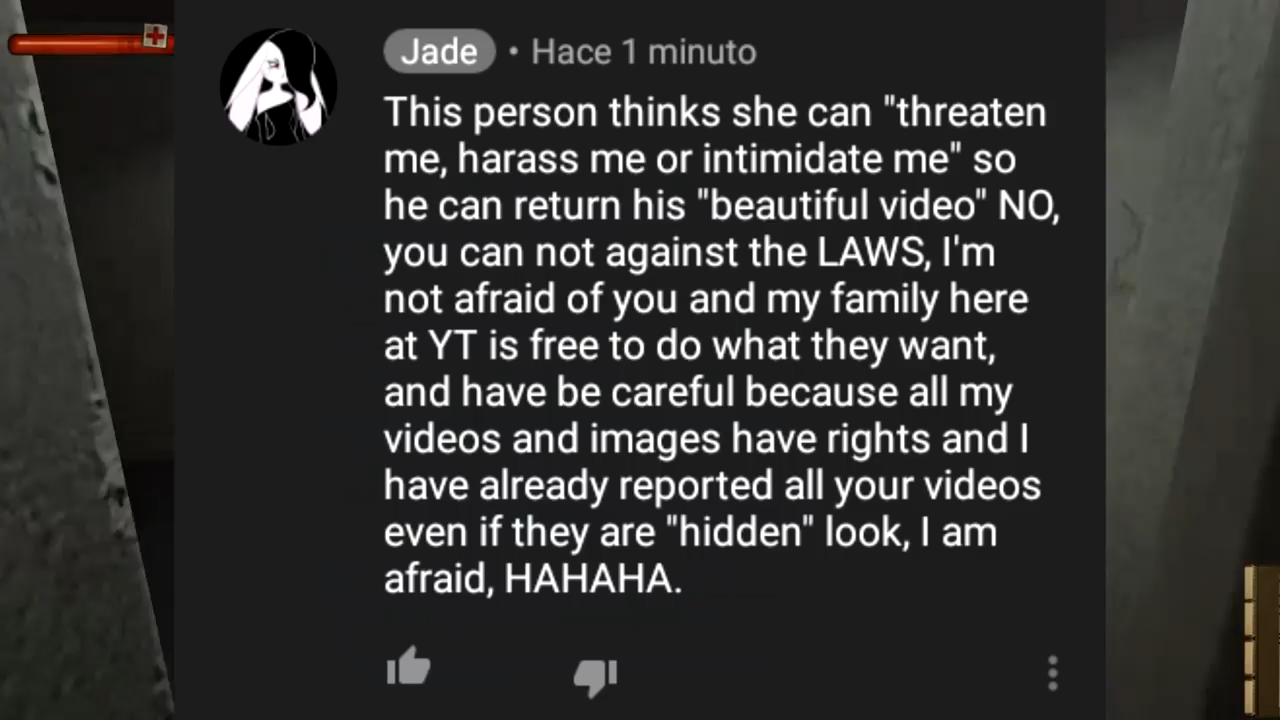 Jade • Hace 1 minuto
This person thinks she can "threaten
me, harass me or intimidate me" so
he can return his "beautiful video" NO,
you can not against the LAWS, I'm
not afraid of you and my family here
at YT is free to do what they want,
and have be careful because all my
videos and images have rights and I
have already reported all your videos
even if they are "hidden" look, I am
afraid, HAHAHA.